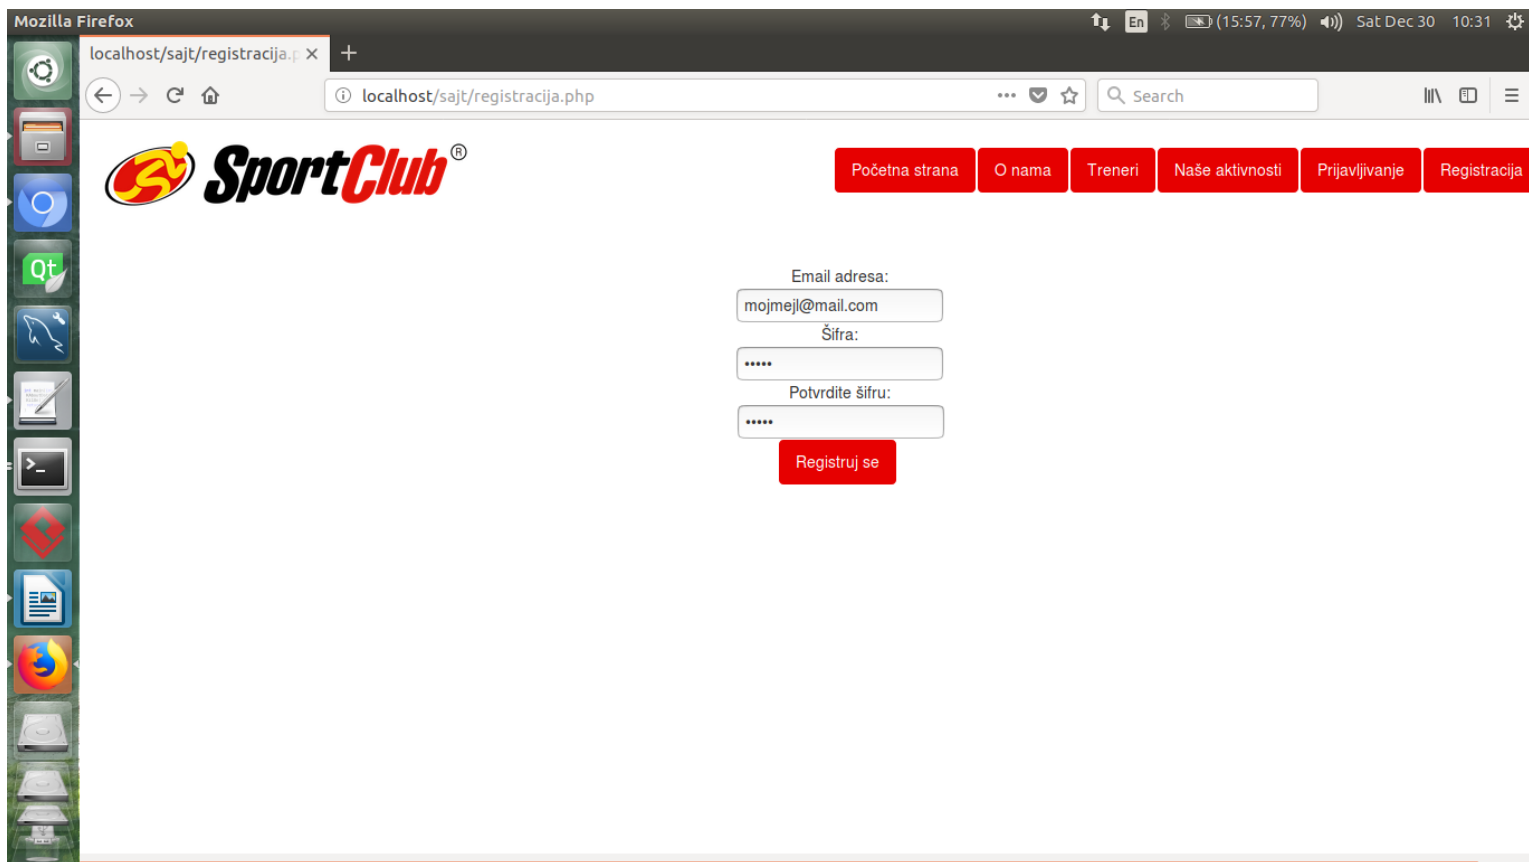 Mozilla Firefox
En (15:57, 77%) Sat Dec 30 10:31
localhost/sajt/registracija.p
localhost/sajt/registracija.php
Search
SportClub®
Početna strana O nama Treneri Naše aktivnosti Prijavljivanje Registracija
Email adresa:
mojmejl@mail.com
Šifra:
•••••
Potvrdite šifru:
•••••
Registruj se
Qt
>_